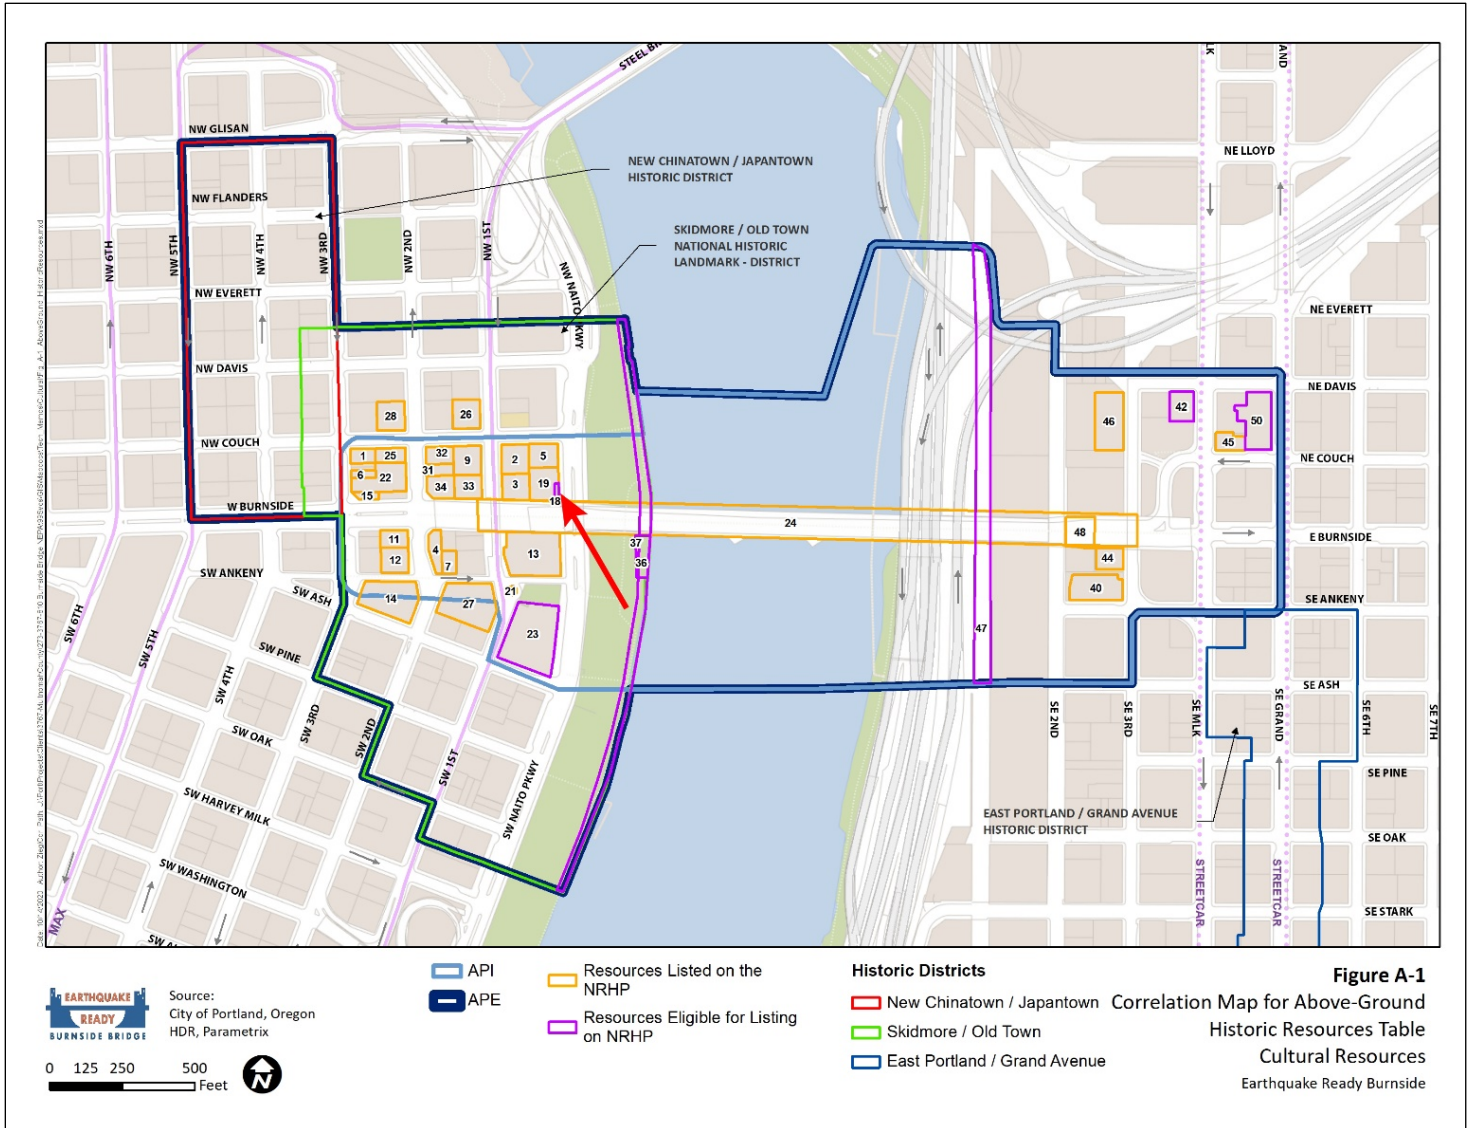 STEEL BR
LK
AND
NW GLISAN
NEW CHINATOWN / JAPANTOWN
HISTORIC DISTRICT
NE LLOYD
NW FLANDERS
SKIDMORE / OLD TOWN
NATIONAL HISTORIC
LANDMARK - DISTRICT
NW 6TH
NW 5TH
NW 4TH
NW 3RD
NW 2ND
NW 1ST
NW NAITO PKWY
NW EVERETT
NE EVERETT
NW DAVIS
NE DAVIS
28
26
46
42
50
45
NW COUCH
NE COUCH
1
25
32
9
2
5
6
22
31
34
33
3
19
15
18
W BURNSIDE
24
48
E BURNSIDE
11
12
4
7
13
37
36
44
40
SW ANKENY
SW ASH
14
27
21
23
47
SE ANKENY
SW 6TH
SW 5TH
SW PINE
SW 4TH
SW 3RD
SW 2ND
SW OAK
SW 1ST
SW NAITO PKWY
SW HARVEY MILK
SW WASHINGTON
MAX
SE ASH
SE 2ND
SE 3RD
SE MLK
SE GRAND
SE 6TH
SE 7TH
SE PINE
EAST PORTLAND / GRAND AVENUE
HISTORIC DISTRICT
SE OAK
STREETCAR
STREETCAR
SE STARK
EARTHQUAKE
READY
BURNSIDE BRIDGE
Source:
City of Portland, Oregon
HDR, Parametrix
0 125 250 500
Feet
N
API
APE
Resources Listed on the
NRHP
Resources Eligible for Listing
on NRHP
Historic Districts
New Chinatown / Japantown
Skidmore / Old Town
East Portland / Grand Avenue
Figure A-1
Correlation Map for Above-Ground
Historic Resources Table
Cultural Resources
Earthquake Ready Burnside